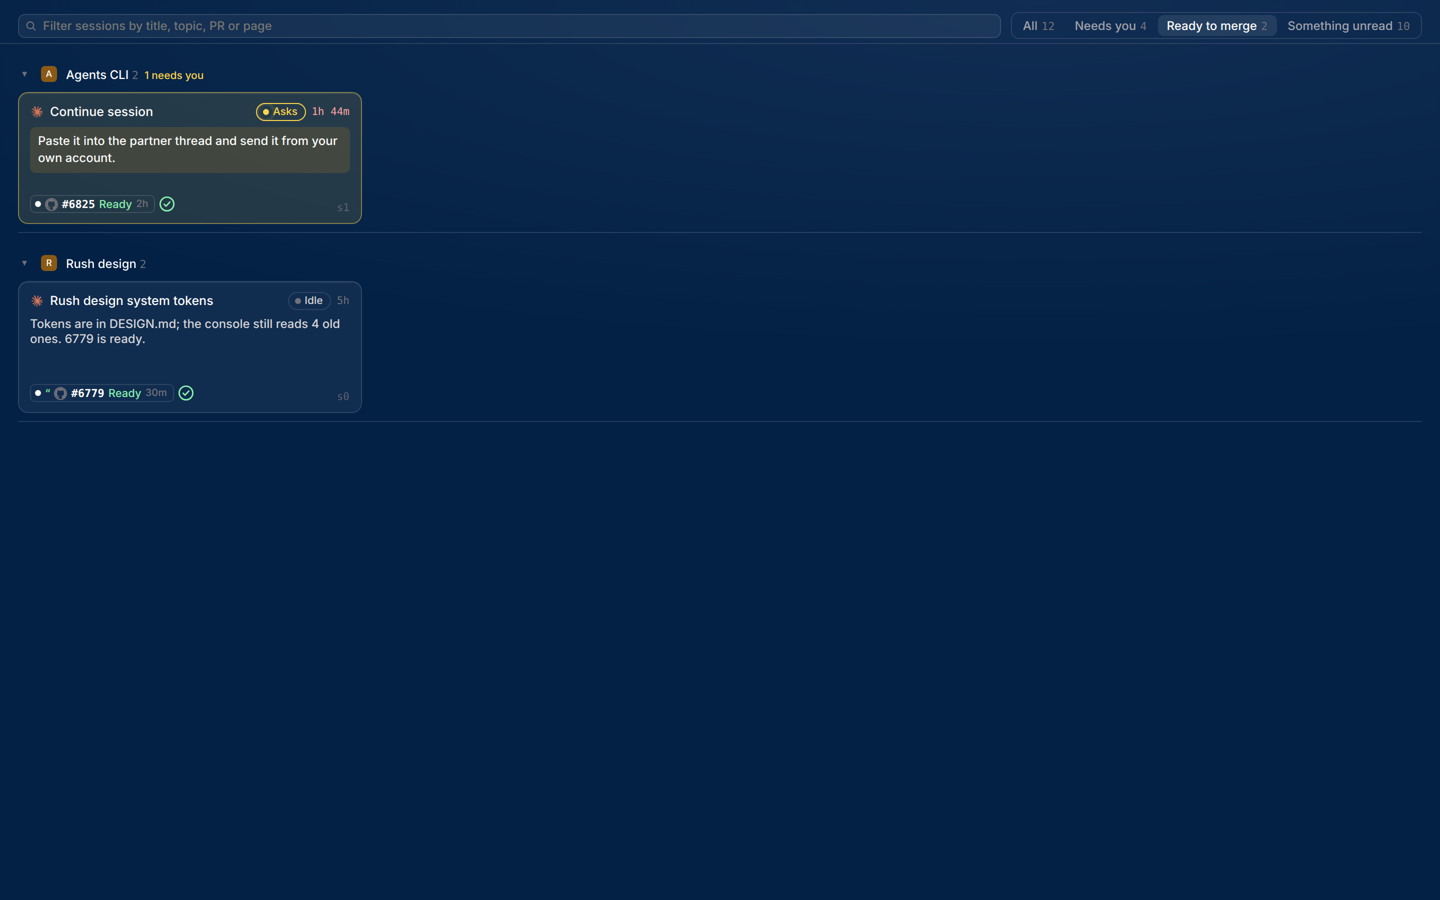 Filter sessions by title, topic, PR or page
All 12 Needs you 4 Ready to merge 2 Something unread 10
A Agents CLI 2 1 needs you
Continue session Asks 1h 44m
Paste it into the partner thread and send it from your
own account.
#6825 Ready 2h
s1
R Rush design 2
Rush design system tokens Idle 5h
Tokens are in DESIGN.md; the console still reads 4 old
ones. 6779 is ready.
“ #6779 Ready 30m
s0